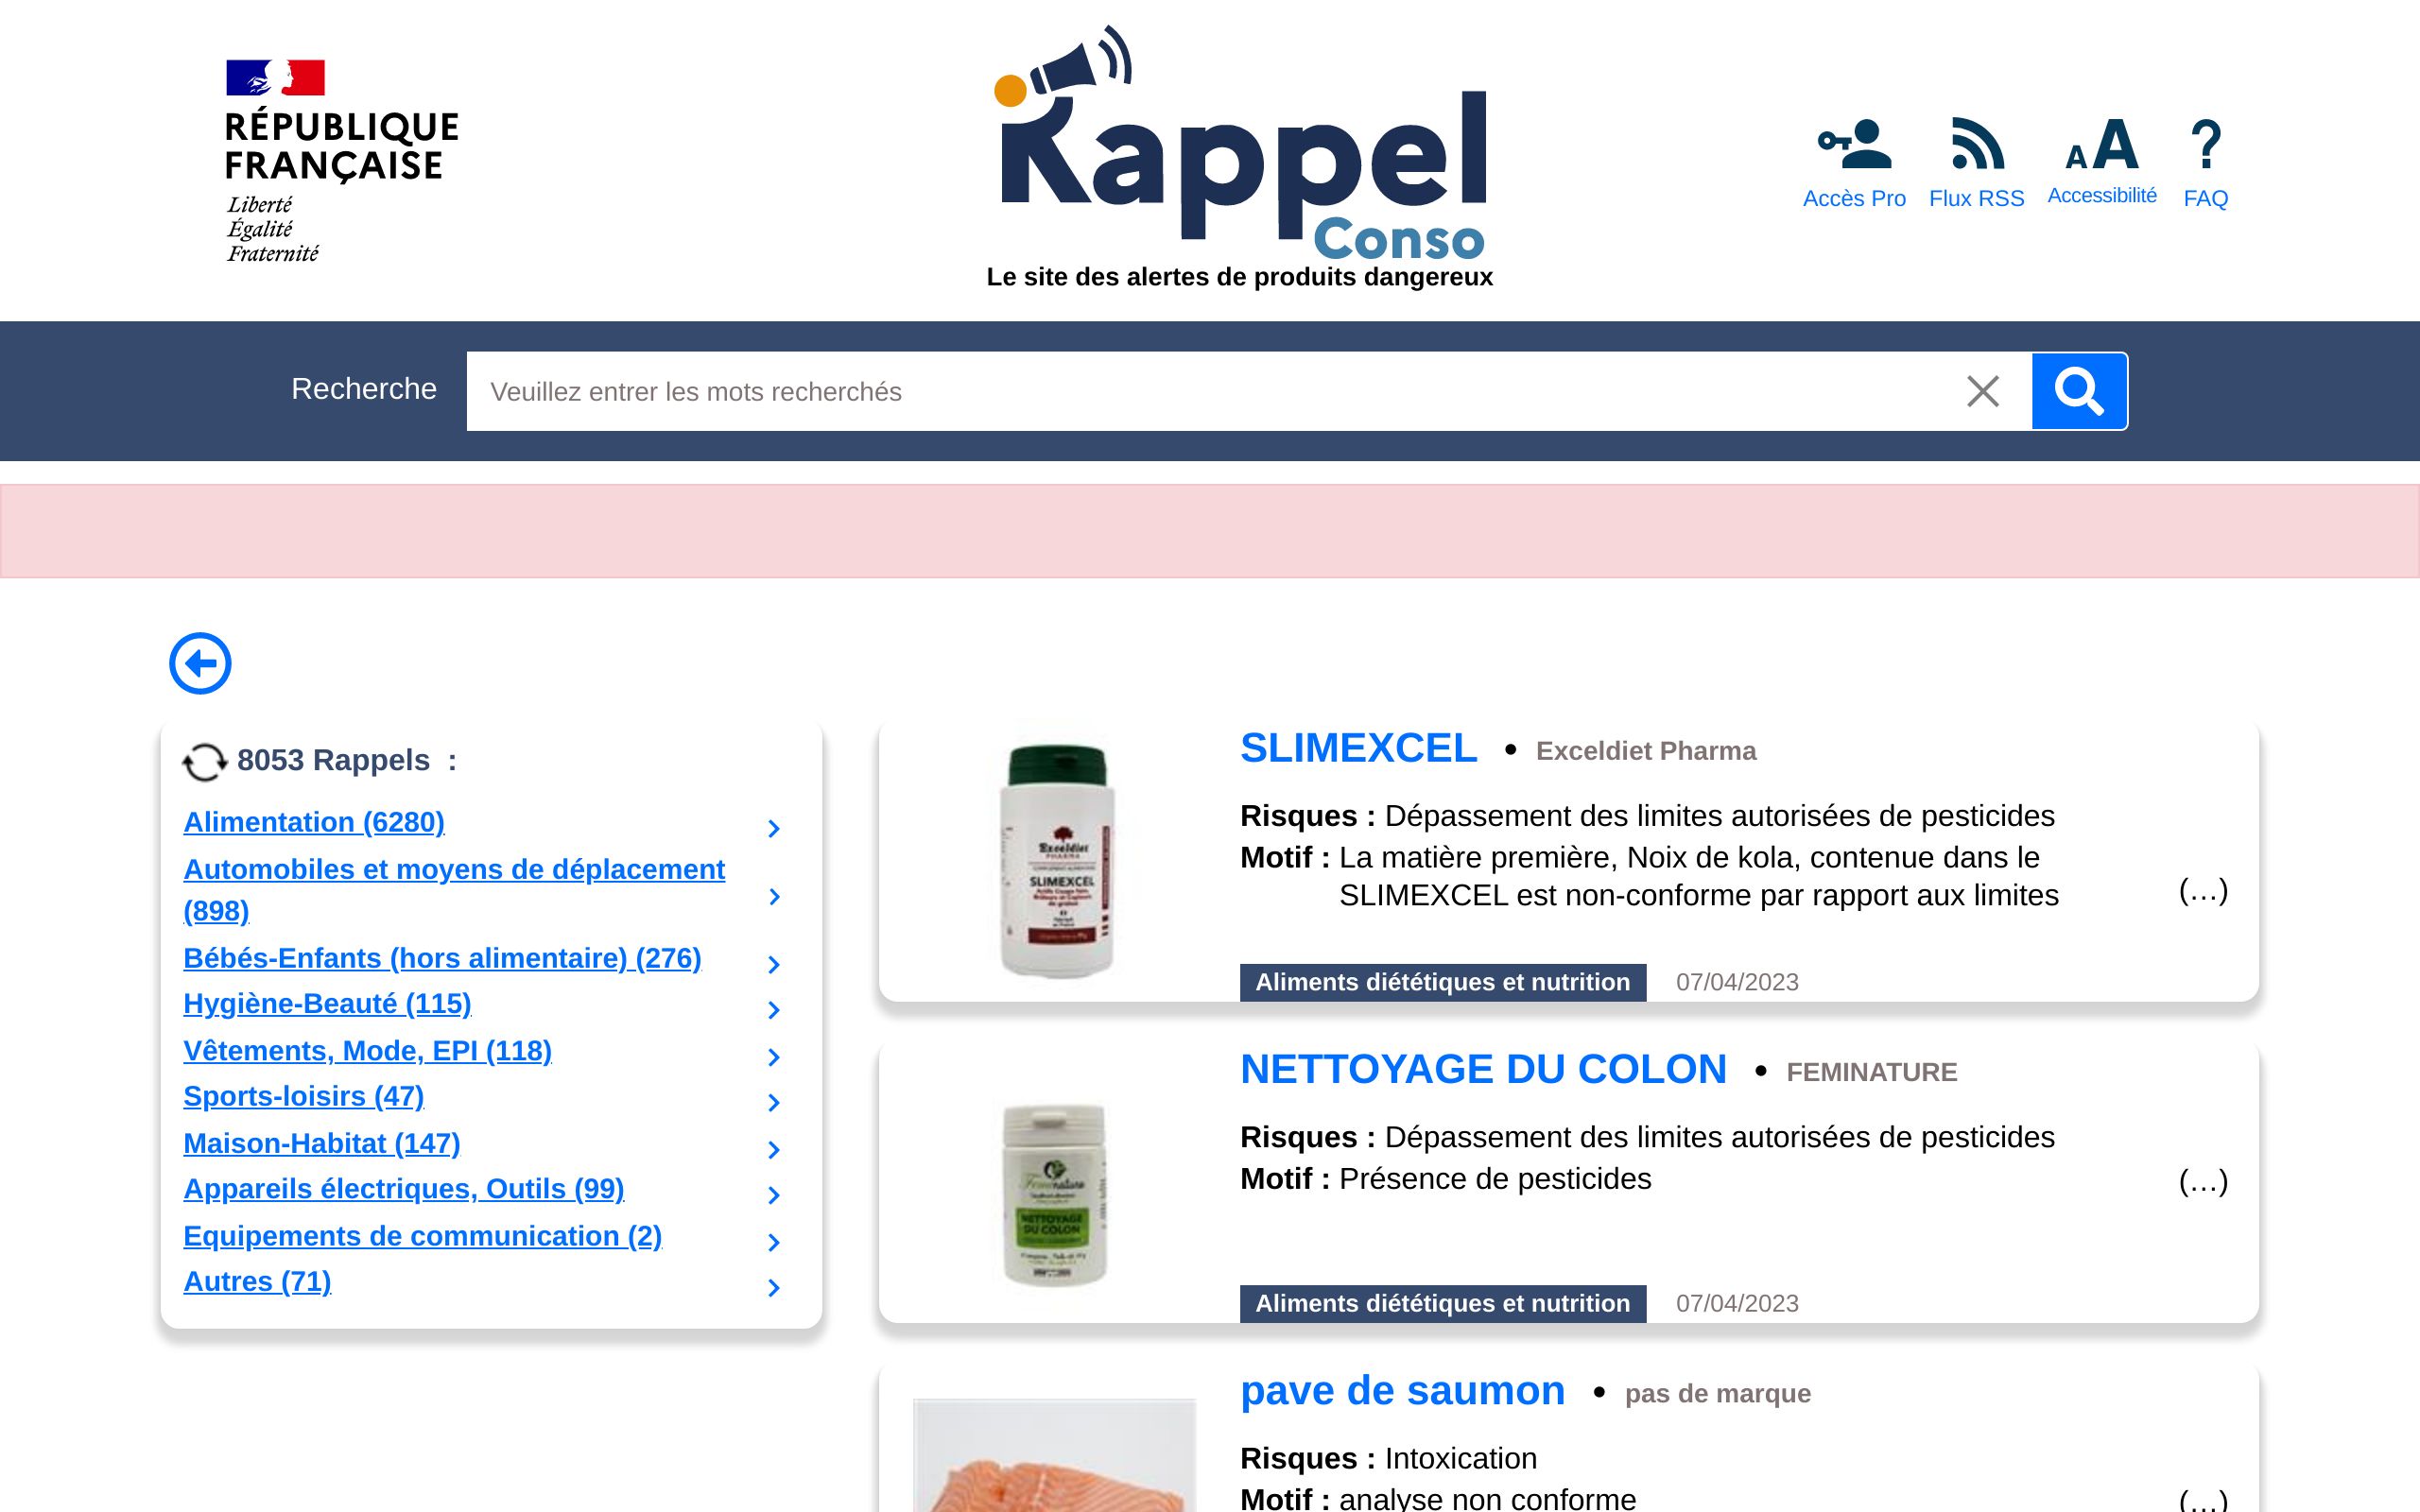 RÉPUBLIQUE
FRANÇAISE
Liberté
Égalité
Fraternité
Rappel
Conso
Le site des alertes de produits dangereux
Accès Pro
Flux RSS
AA
Accessibilité
?
FAQ
Recherche
Veuillez entrer les mots recherchés
8053 Rappels :
Alimentation (6280)
Automobiles et moyens de déplacement
(898)
Bébés-Enfants (hors alimentaire) (276)
Hygiène-Beauté (115)
Vêtements, Mode, EPI (118)
Sports-loisirs (47)
Maison-Habitat (147)
Appareils électriques, Outils (99)
Equipements de communication (2)
Autres (71)
Exceldiet
PHARMA
SLIMEXCEL
SLIMEXCEL • Exceldiet Pharma
Risques : Dépassement des limites autorisées de pesticides
Motif : La matière première, Noix de kola, contenue dans le
SLIMEXCEL est non-conforme par rapport aux limites
(…)
Aliments diététiques et nutrition 07/04/2023
NETTOYAGE
DU COLON
NETTOYAGE DU COLON • FEMINATURE
Risques : Dépassement des limites autorisées de pesticides
Motif : Présence de pesticides
(…)
Aliments diététiques et nutrition 07/04/2023
pave de saumon • pas de marque
Risques : Intoxication
Motif : analyse non conforme
(…)